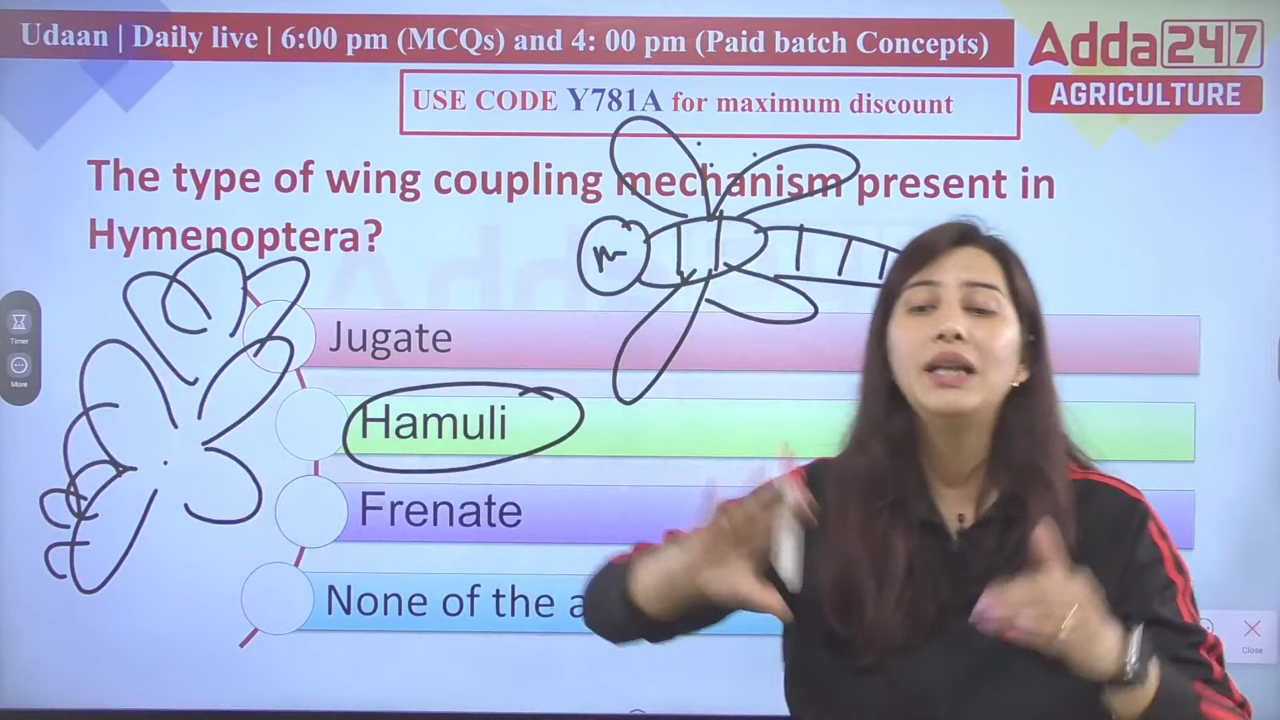 Udaan | Daily live | 6:00 pm (MCQs) and 4: 00 pm (Paid batch Concepts)
Adda247
AGRICULTURE
USE CODE Y781A for maximum discount
The type of wing coupling mechanism present in
Hymenoptera?
Jugate
Hamuli
Frenate
None of the
Timer
More
Close